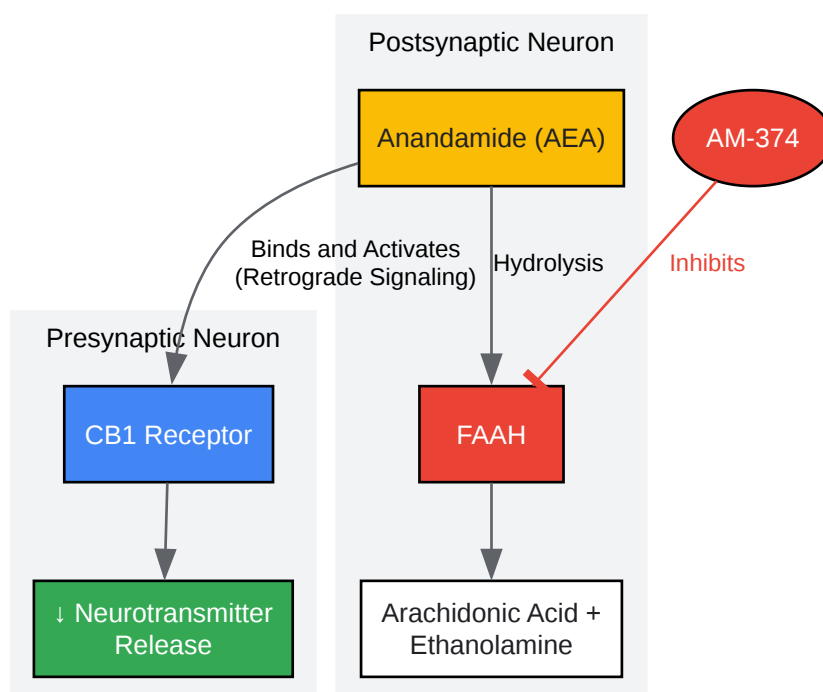 Postsynaptic Neuron
Anandamide (AEA)
AM-374
Binds and Activates
(Retrograde Signaling)
Hydrolysis
Inhibits
Presynaptic Neuron
CB1 Receptor
FAAH
↓ Neurotransmitter
Release
Arachidonic Acid +
Ethanolamine